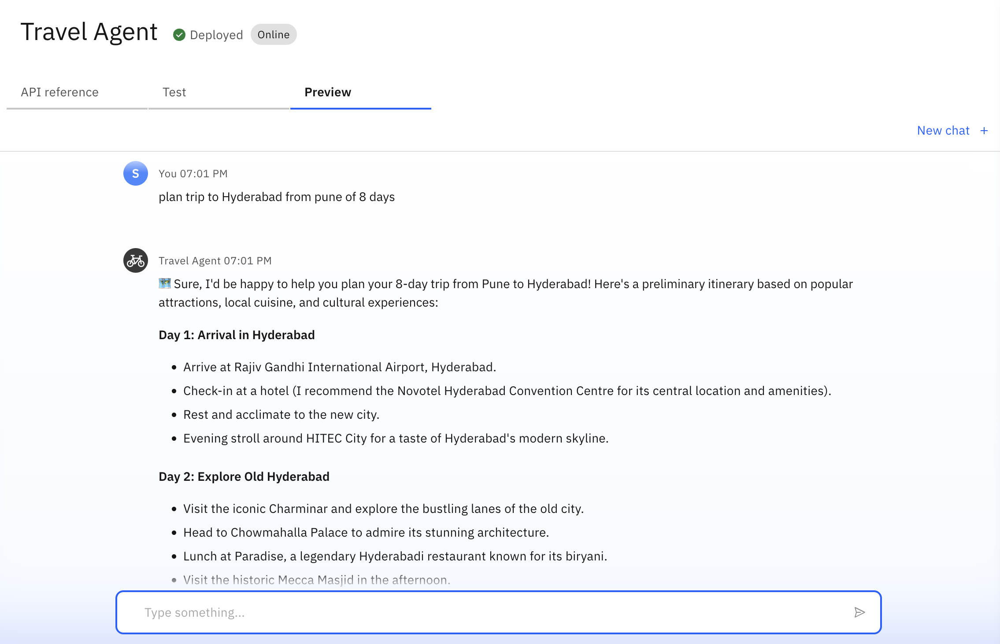 Travel Agent Deployed Online
API reference Test Preview
New chat +
S You 07:01 PM
plan trip to Hyderabad from pune of 8 days
Travel Agent 07:01 PM
🗺️ Sure, I'd be happy to help you plan your 8-day trip from Pune to Hyderabad! Here's a preliminary itinerary based on popular
attractions, local cuisine, and cultural experiences:
Day 1: Arrival in Hyderabad
• Arrive at Rajiv Gandhi International Airport, Hyderabad.
• Check-in at a hotel (I recommend the Novotel Hyderabad Convention Centre for its central location and amenities).
• Rest and acclimate to the new city.
• Evening stroll around HITEC City for a taste of Hyderabad's modern skyline.
Day 2: Explore Old Hyderabad
• Visit the iconic Charminar and explore the bustling lanes of the old city.
• Head to Chowmahalla Palace to admire its stunning architecture.
• Lunch at Paradise, a legendary Hyderabadi restaurant known for its biryani.
• Visit the historic Mecca Masjid in the afternoon.
Type something...